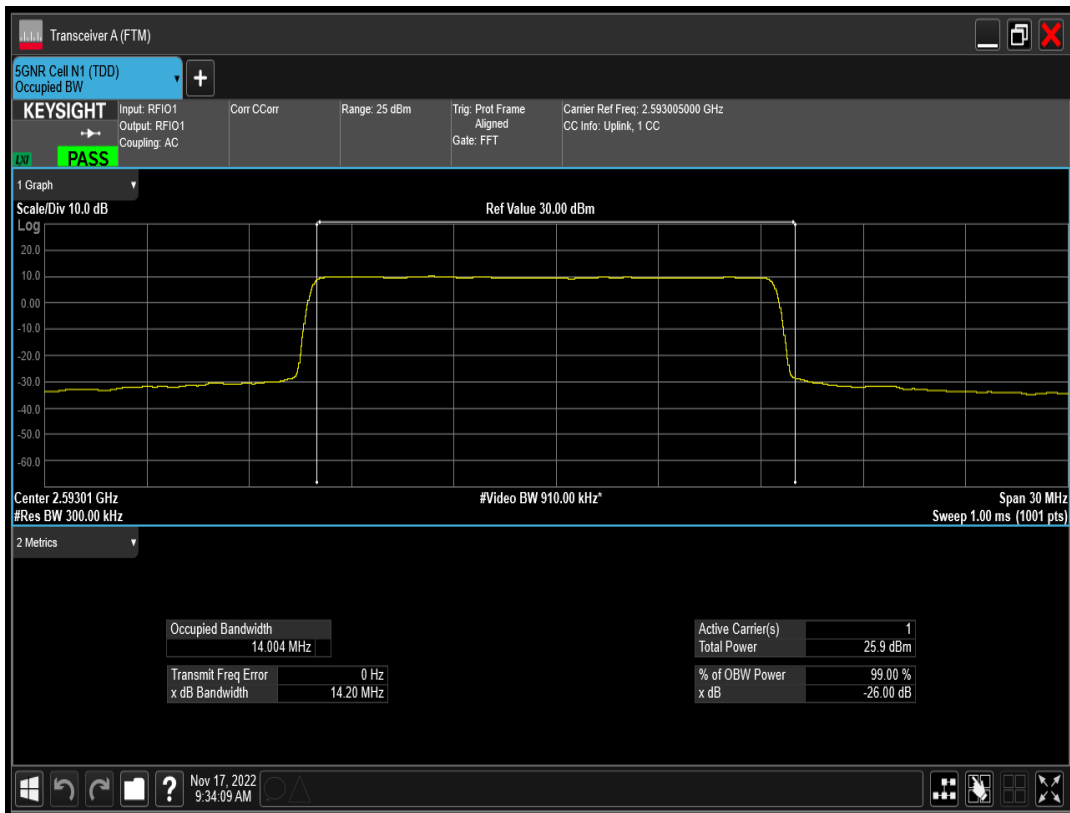 Transceiver A (FTM)
5GNR Cell N1 (TDD)
Occupied BW
+
KEYSIGHT
LXI
PASS
Input: RFIO1
Output: RFIO1
Coupling: AC
Corr CCorr
Range: 25 dBm
Trig: Prot Frame
Aligned
Gate: FFT
Carrier Ref Freq: 2.593005000 GHz
CC Info: Uplink, 1 CC
1 Graph
Scale/Div 10.0 dB
Ref Value 30.00 dBm
Log
20.0
10.0
0.00
-10.0
-20.0
-30.0
-40.0
-50.0
-60.0
Center 2.59301 GHz
#Video BW 910.00 kHz*
Span 30 MHz
#Res BW 300.00 kHz
Sweep 1.00 ms (1001 pts)
2 Metrics
Occupied Bandwidth
14.004 MHz
Transmit Freq Error 0 Hz
x dB Bandwidth 14.20 MHz
Active Carrier(s) 1
Total Power 25.9 dBm
% of OBW Power 99.00 %
x dB -26.00 dB
?
Nov 17, 2022
9:34:09 AM